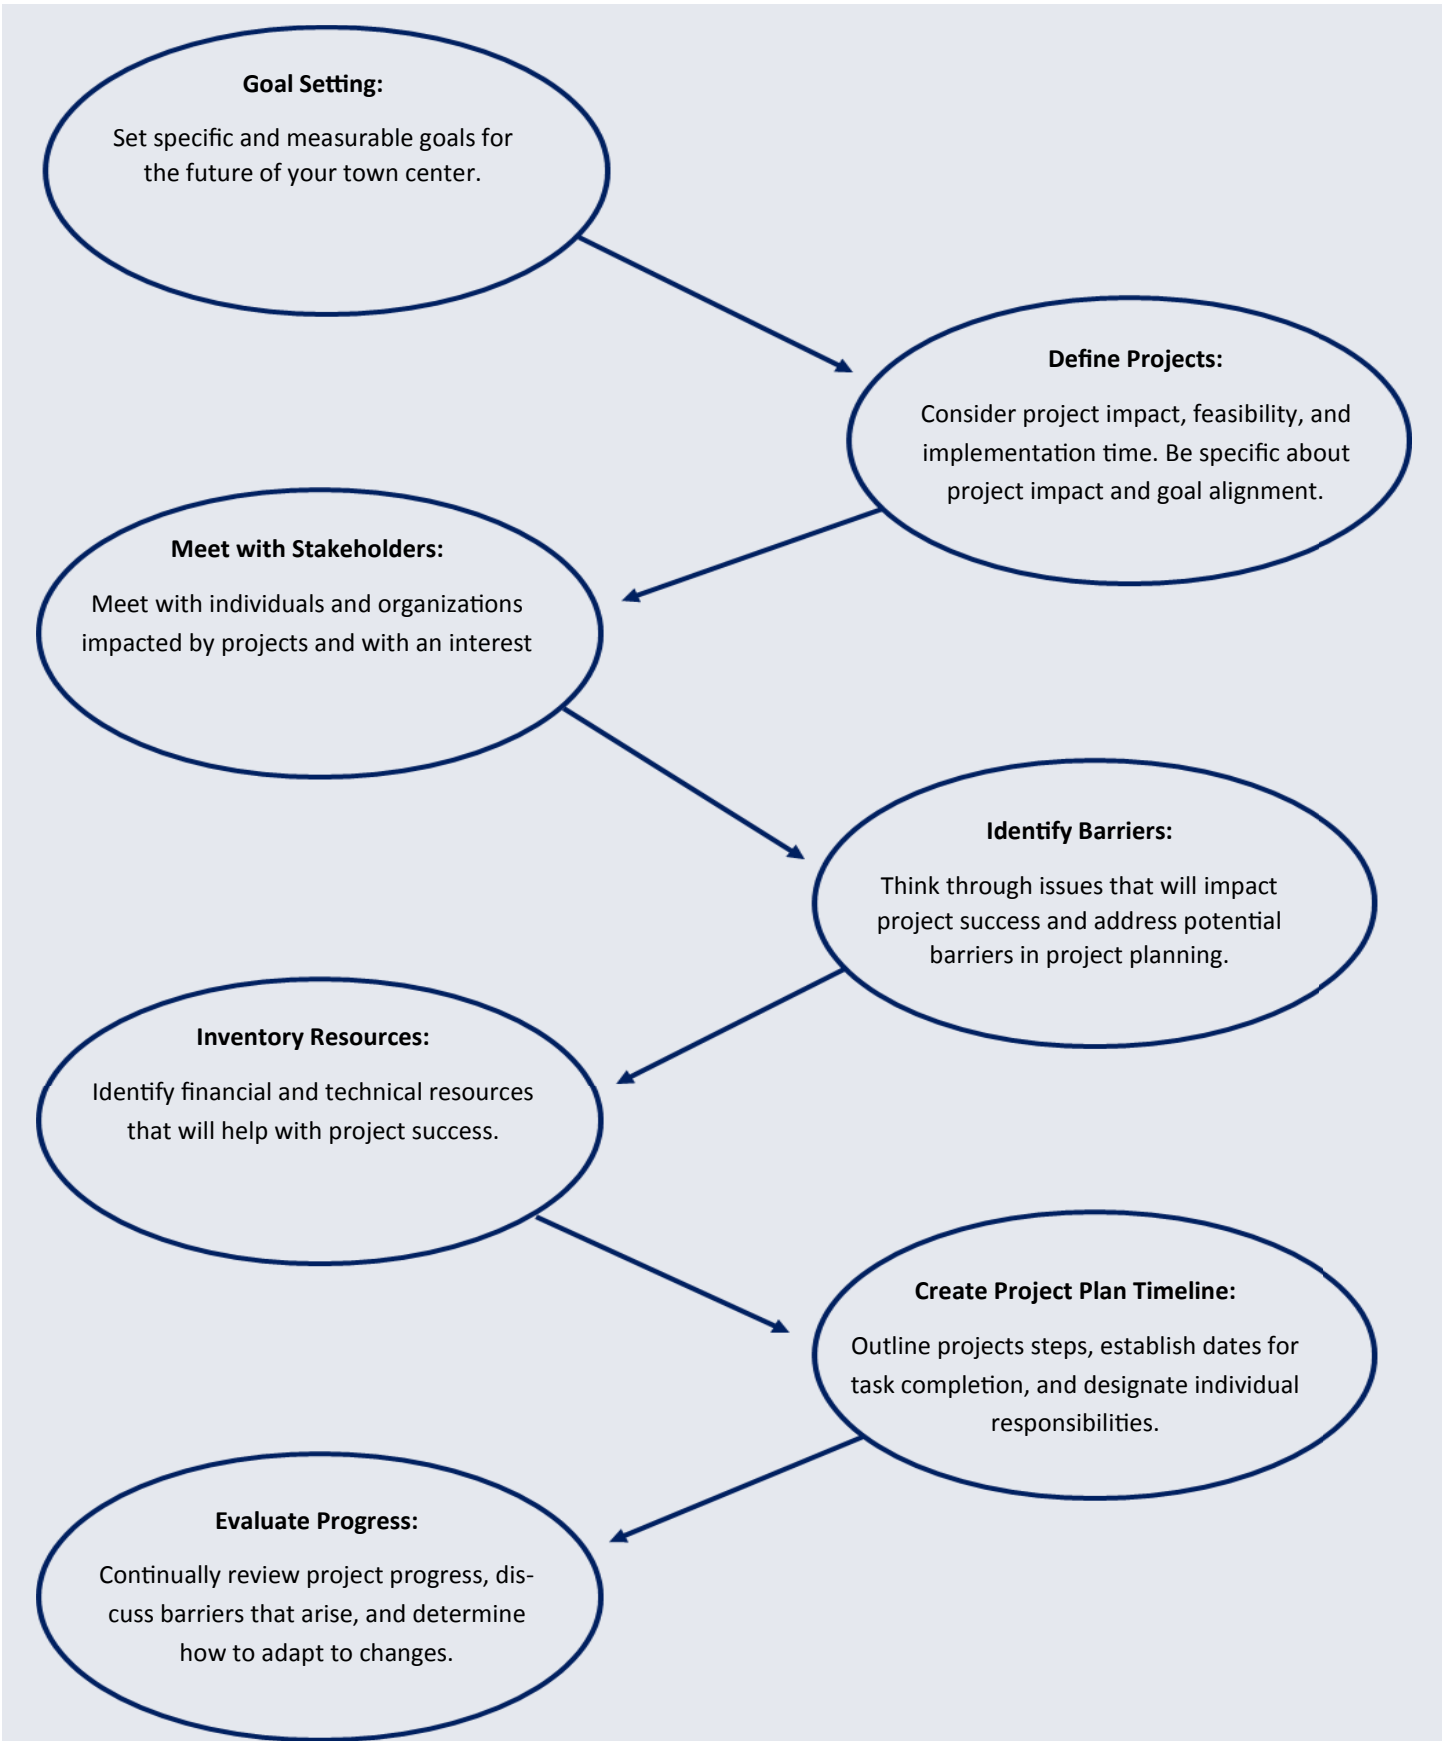 Goal Setting:
Set specific and measurable goals for
the future of your town center.
Define Projects:
Consider project impact, feasibility, and
implementation time. Be specific about
project impact and goal alignment.
Meet with Stakeholders:
Meet with individuals and organizations
impacted by projects and with an interest
Identify Barriers:
Think through issues that will impact
project success and address potential
barriers in project planning.
Inventory Resources:
Identify financial and technical resources
that will help with project success.
Create Project Plan Timeline:
Outline projects steps, establish dates for
task completion, and designate individual
responsibilities.
Evaluate Progress:
Continually review project progress, dis-
cuss barriers that arise, and determine
how to adapt to changes.